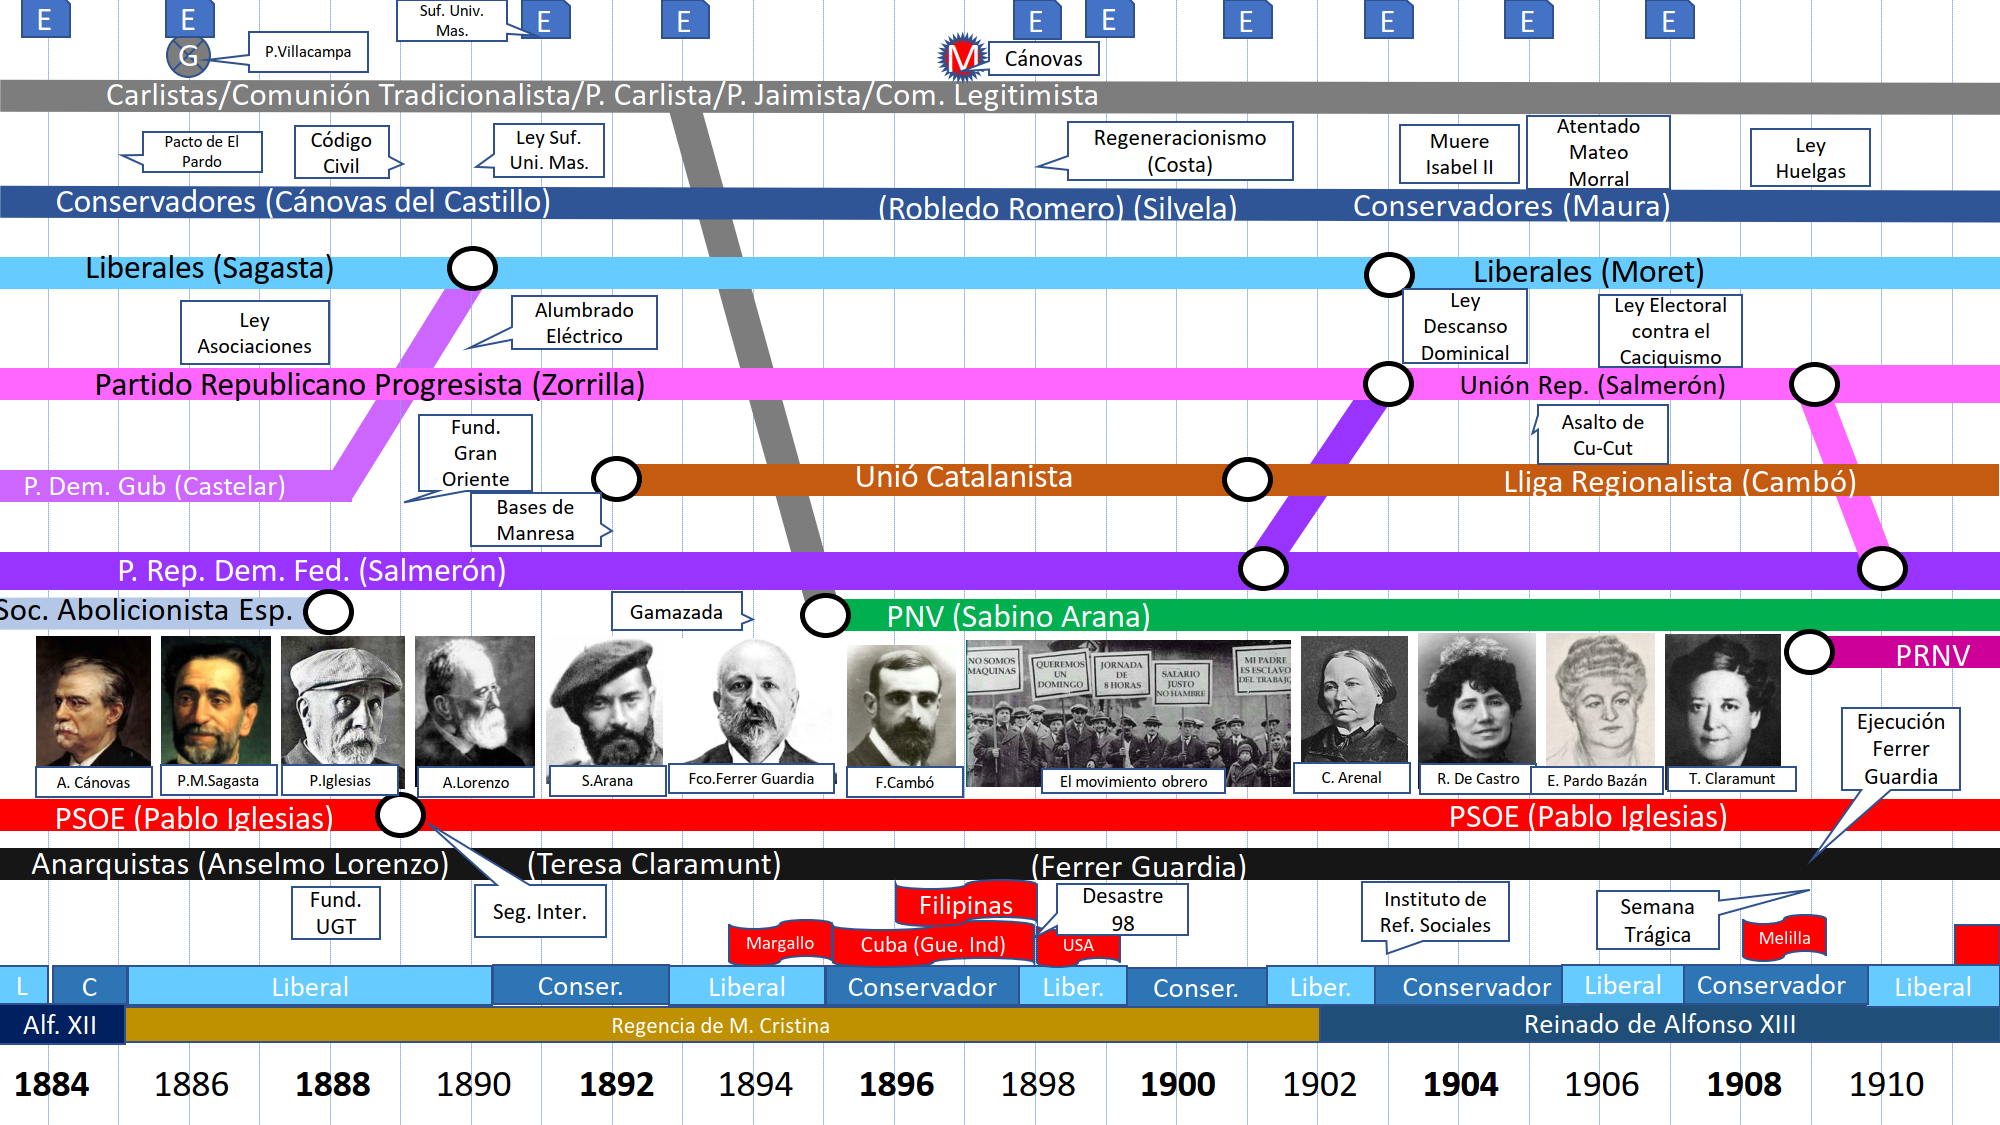 E
E
Suf. Univ.
Mas.
E
E
E
E
E
E
E
E
G
P.Villacampa
M
Cánovas
Carlistas/Comunión Tradicionalista/P. Carlista/P. Jaimista/Com. Legitimista
Pacto de El
Pardo
Código
Civil
Ley Suf.
Uni. Mas.
Regeneracionismo
(Costa)
Muere
Isabel II
Atentado
Mateo
Morral
Ley
Huelgas
Conservadores (Cánovas del Castillo)
(Robledo Romero) (Silvela)
Conservadores (Maura)
Liberales (Sagasta)
Liberales (Moret)
Ley
Asociaciones
Alumbrado
Eléctrico
Ley
Descanso
Dominical
Ley Electoral
contra el
Caciquismo
Partido Republicano Progresista (Zorrilla)
Unión Rep. (Salmerón)
Fund.
Gran
Oriente
Asalto de
Cu-Cut
P. Dem. Gub (Castelar)
Unió Catalanista
Lliga Regionalista (Cambó)
Bases de
Manresa
P. Rep. Dem. Fed. (Salmerón)
Soc. Abolicionista Esp.
Gamazada
PNV (Sabino Arana)
PRNV
NO SOMOS
MAQUINAS
QUEREMOS
UN
DOMINGO
JORNADA
DE
8 HORAS
SALARIO
JUSTO
NO HAMBRE
MI PADRE
ES ESCLAVO
DEL TRABAJO
A. Cánovas
P.M.Sagasta
P.Iglesias
A.Lorenzo
S.Arana
Fco.Ferrer Guardia
F.Cambó
El movimiento obrero
C. Arenal
R. De Castro
E. Pardo Bazán
T. Claramunt
Ejecución
Ferrer
Guardia
PSOE (Pablo Iglesias)
PSOE (Pablo Iglesias)
Anarquistas (Anselmo Lorenzo)
(Teresa Claramunt)
(Ferrer Guardia)
Fund.
UGT
Seg. Inter.
Filipinas
Desastre
98
Instituto de
Ref. Sociales
Semana
Trágica
Margallo
Cuba (Gue. Ind)
USA
Melilla
L
C
Liberal
Conser.
Liberal
Conservador
Liber.
Conser.
Liber.
Conservador
Liberal
Conservador
Liberal
Alf. XII
Regencia de M. Cristina
Reinado de Alfonso XIII
1884
1886
1888
1890
1892
1894
1896
1898
1900
1902
1904
1906
1908
1910